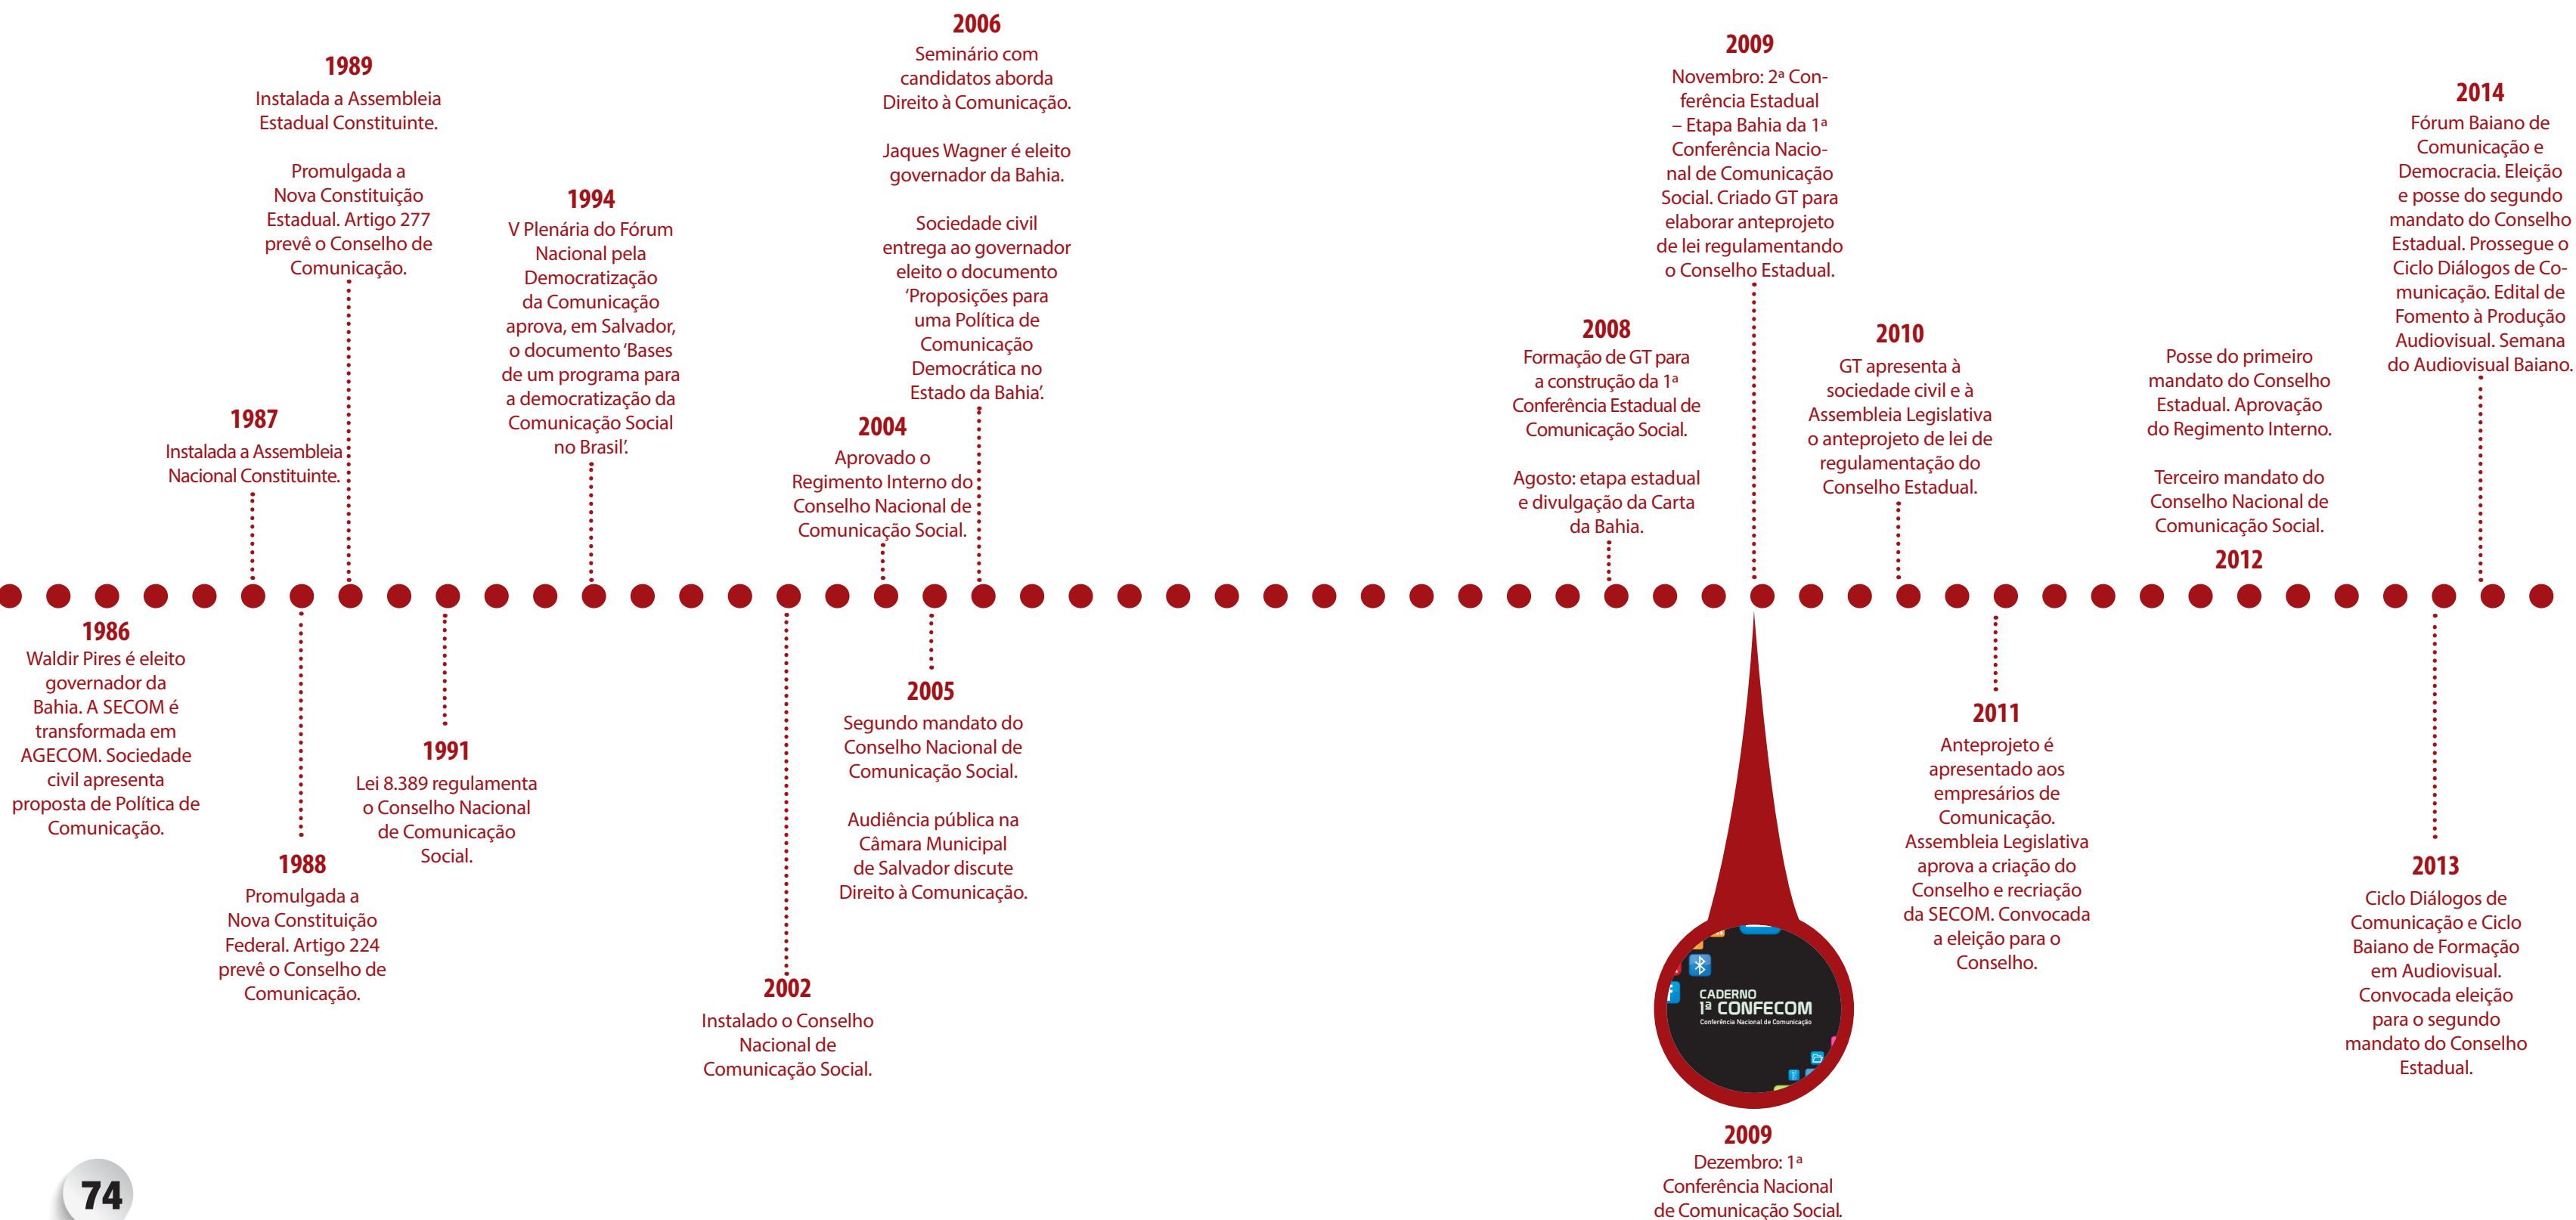 1986
Waldir Pires é eleito
governador da
Bahia. A SECOM é
transformada em
AGECOM. Sociedade
civil apresenta
proposta de Política de
Comunicação.
1987
Instalada a Assembleia
Nacional Constituinte.
1988
Promulgada a
Nova Constituição
Federal. Artigo 224
prevê o Conselho de
Comunicação.
1989
Instalada a Assembleia
Estadual Constituinte.
Promulgada a
Nova Constituição
Estadual. Artigo 277
prevê o Conselho de
Comunicação.
1991
Lei 8.389 regulamenta
o Conselho Nacional
de Comunicação
Social.
1994
V Plenária do Fórum
Nacional pela
Democratização
da Comunicação
aprova, em Salvador,
o documento ‘Bases
de um programa para
a democratização da
Comunicação Social
no Brasil’.
2002
Instalado o Conselho
Nacional de
Comunicação Social.
2004
Aprovado o
Regimento Interno do
Conselho Nacional de
Comunicação Social.
2005
Segundo mandato do
Conselho Nacional de
Comunicação Social.
Audiência pública na
Câmara Municipal
de Salvador discute
Direito à Comunicação.
2006
Seminário com
candidatos aborda
Direito à Comunicação.
Jaques Wagner é eleito
governador da Bahia.
Sociedade civil
entrega ao governador
eleito o documento
‘Proposições para
uma Política de
Comunicação
Democrática no
Estado da Bahia’.
2008
Formação de GT para
a construção da 1ª
Conferência Estadual de
Comunicação Social.
Agosto: etapa estadual
e divulgação da Carta
da Bahia.
2009
Novembro: 2ª Con-
ferência Estadual
– Etapa Bahia da 1ª
Conferência Nacio-
nal de Comunicação
Social. Criado GT para
elaborar anteprojeto
de lei regulamentando
o Conselho Estadual.
CADERNO
1ª CONFECOM
Conferência Nacional de Comunicação
2009
Dezembro: 1ª
Conferência Nacional
de Comunicação Social.
2010
GT apresenta à
sociedade civil e à
Assembleia Legislativa
o anteprojeto de lei de
regulamentação do
Conselho Estadual.
2011
Anteprojeto é
apresentado aos
empresários de
Comunicação.
Assembleia Legislativa
aprova a criação do
Conselho e recriação
da SECOM. Convocada
a eleição para o
Conselho.
Posse do primeiro
mandato do Conselho
Estadual. Aprovação
do Regimento Interno.
Terceiro mandato do
Conselho Nacional de
Comunicação Social.
2012
2013
Ciclo Diálogos de
Comunicação e Ciclo
Baiano de Formação
em Audiovisual.
Convocada eleição
para o segundo
mandato do Conselho
Estadual.
2014
Fórum Baiano de
Comunicação e
Democracia. Eleição
e posse do segundo
mandato do Conselho
Estadual. Prossegue o
Ciclo Diálogos de Co-
municação. Edital de
Fomento à Produção
Audiovisual. Semana
do Audiovisual Baiano.
74